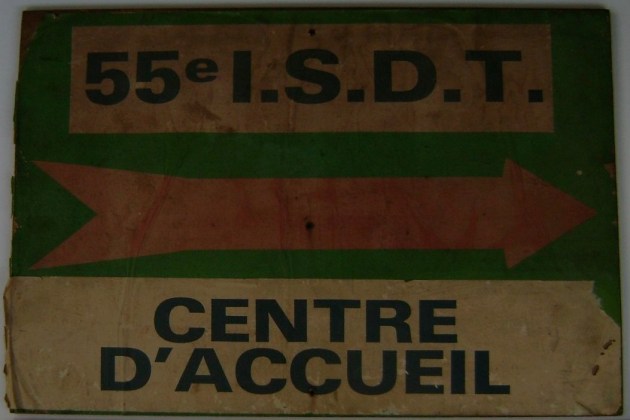 55e I.S.D.T.
CENTRE
D'ACCUEIL